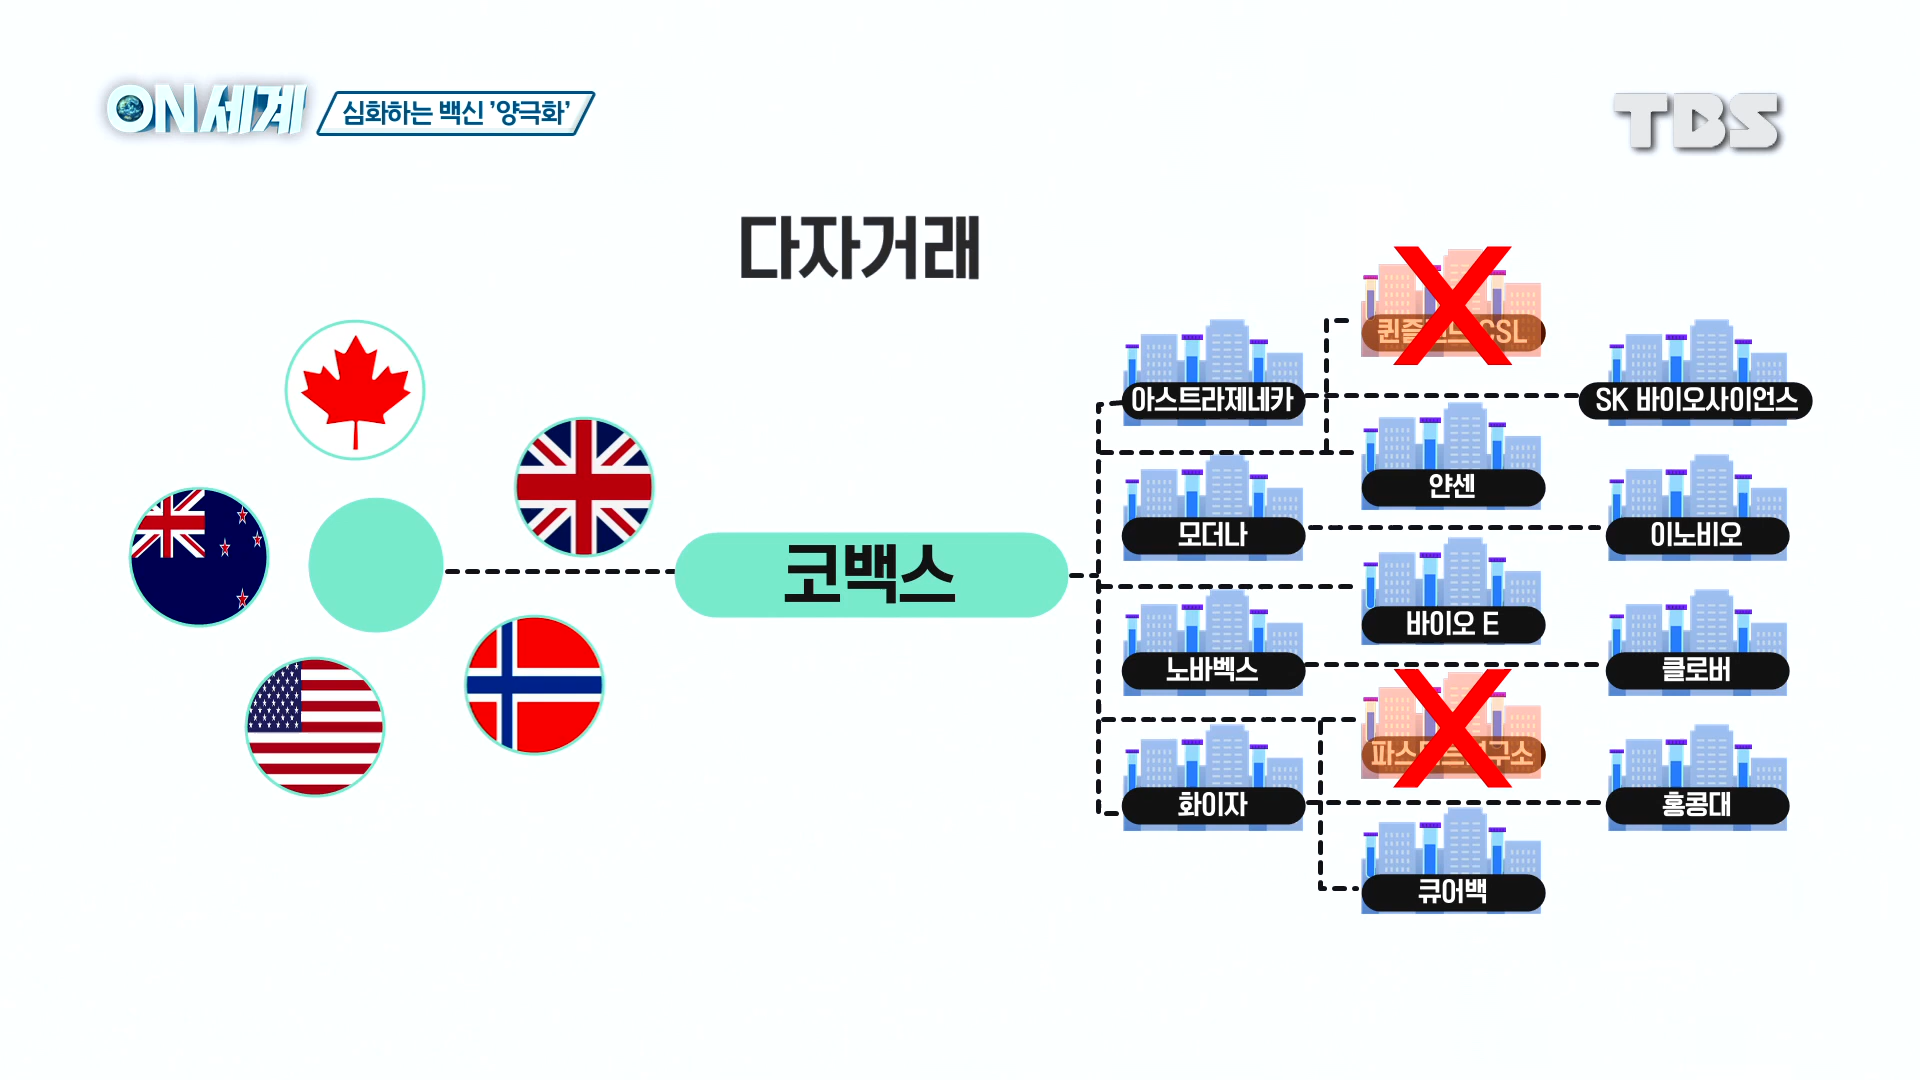 ON세계
심화하는 백신 '양극화'
TBS
다자거래
코백스
CSL
아스트라제네카
SK 바이오사이언스
얀센
모더나
이노비오
바이오 E
노바벡스
클로버
화이자
홍콩대
큐어백